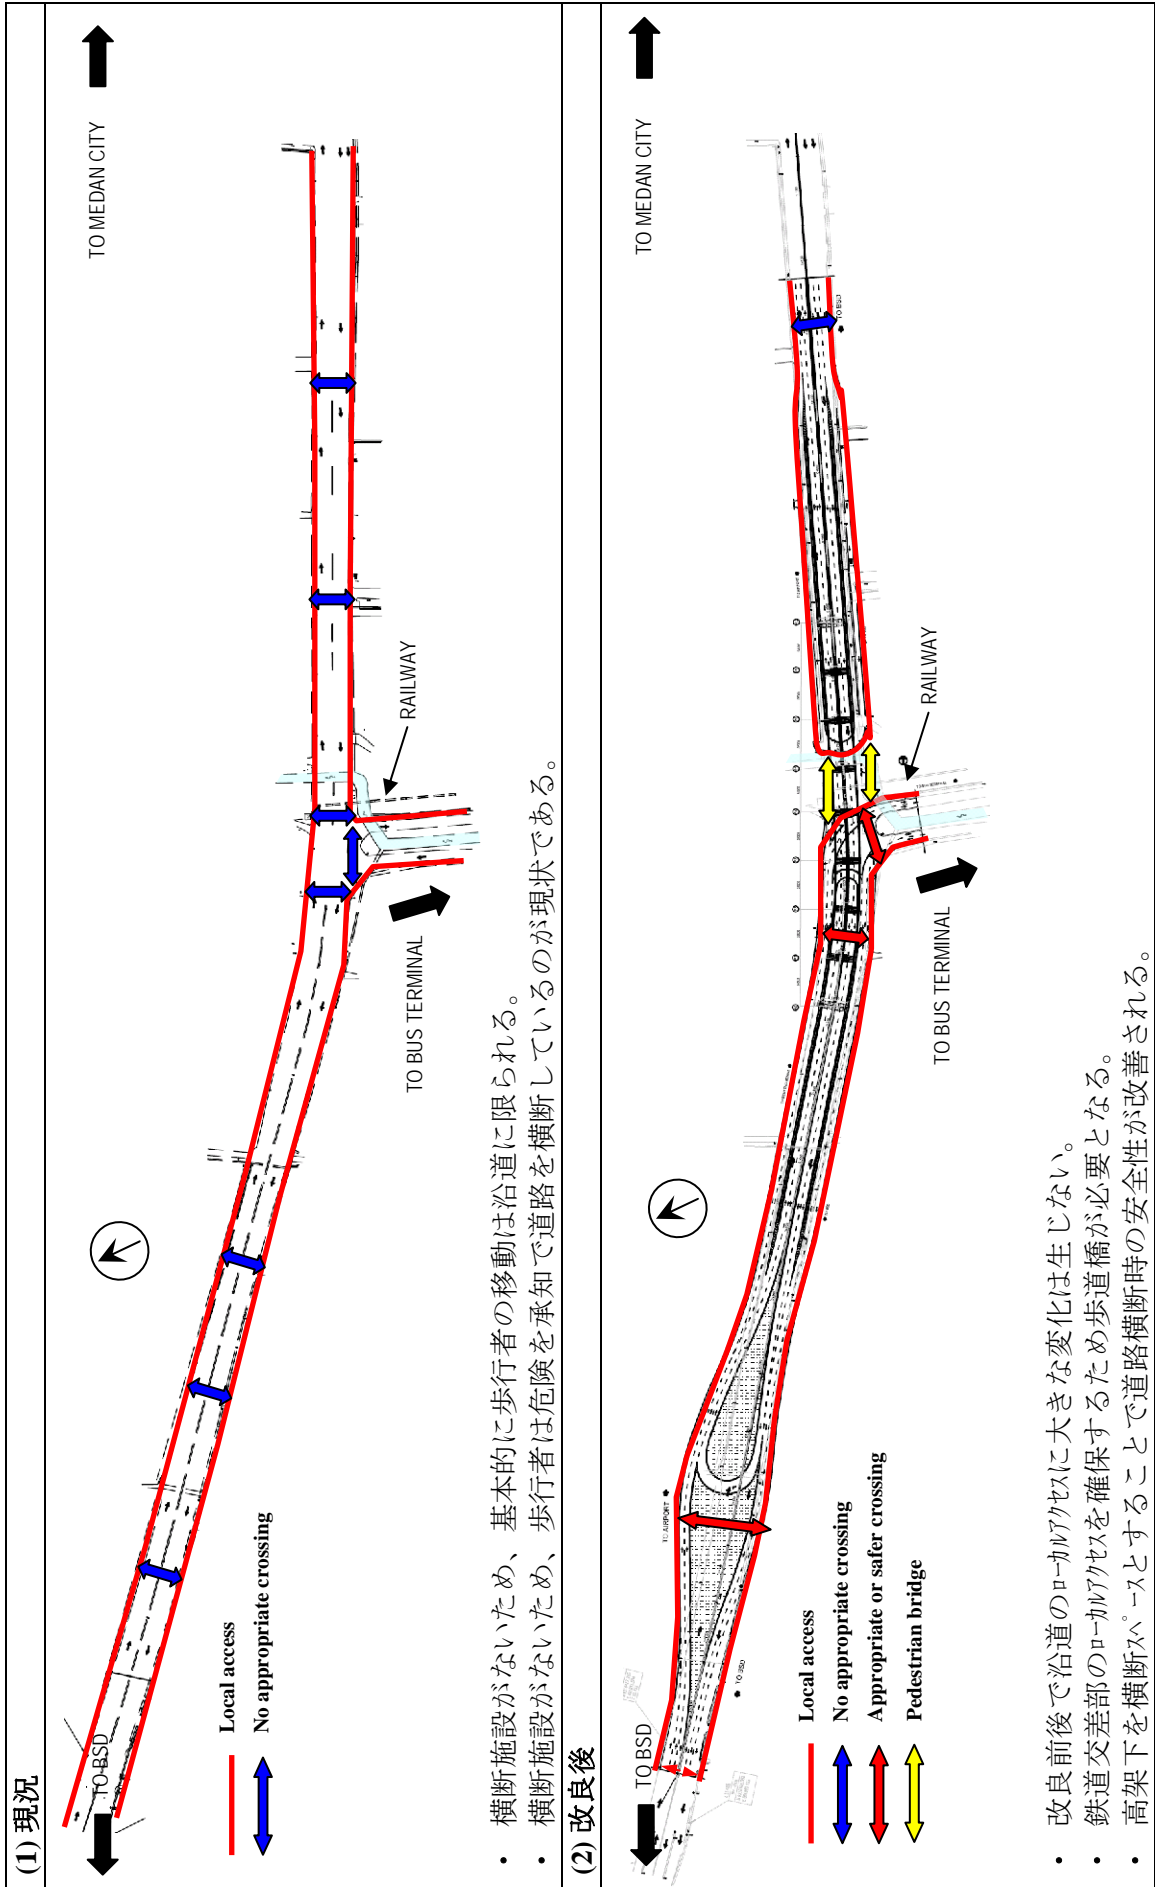 (1) 現況
TO MEDAN CITY
RAILWAY
TO BUS TERMINAL
TO BSD
Local access
No appropriate crossing
・ 横断施設がないため、基本的に歩行者の移動は沿道に限られる。
・ 横断施設がないため、歩行者は危険を承知で道路を横断しているのが現状である。
(2) 改良後
TO MEDAN CITY
TO BSD
RAILWAY
TO BUS TERMINAL
TO AIRPORT
TO BSD
TO BSD
Local access
No appropriate crossing
Appropriate or safer crossing
Pedestrian bridge
・ 改良前後で沿道のﾛｰｶﾙｱｸｾｽに大きな変化は生じない。
・ 鉄道交差部のﾛｰｶﾙｱｸｾｽを確保するため歩道橋が必要となる。
・ 高架下を横断ｽﾍﾟｰｽとすることで道路横断時の安全性が改善される。